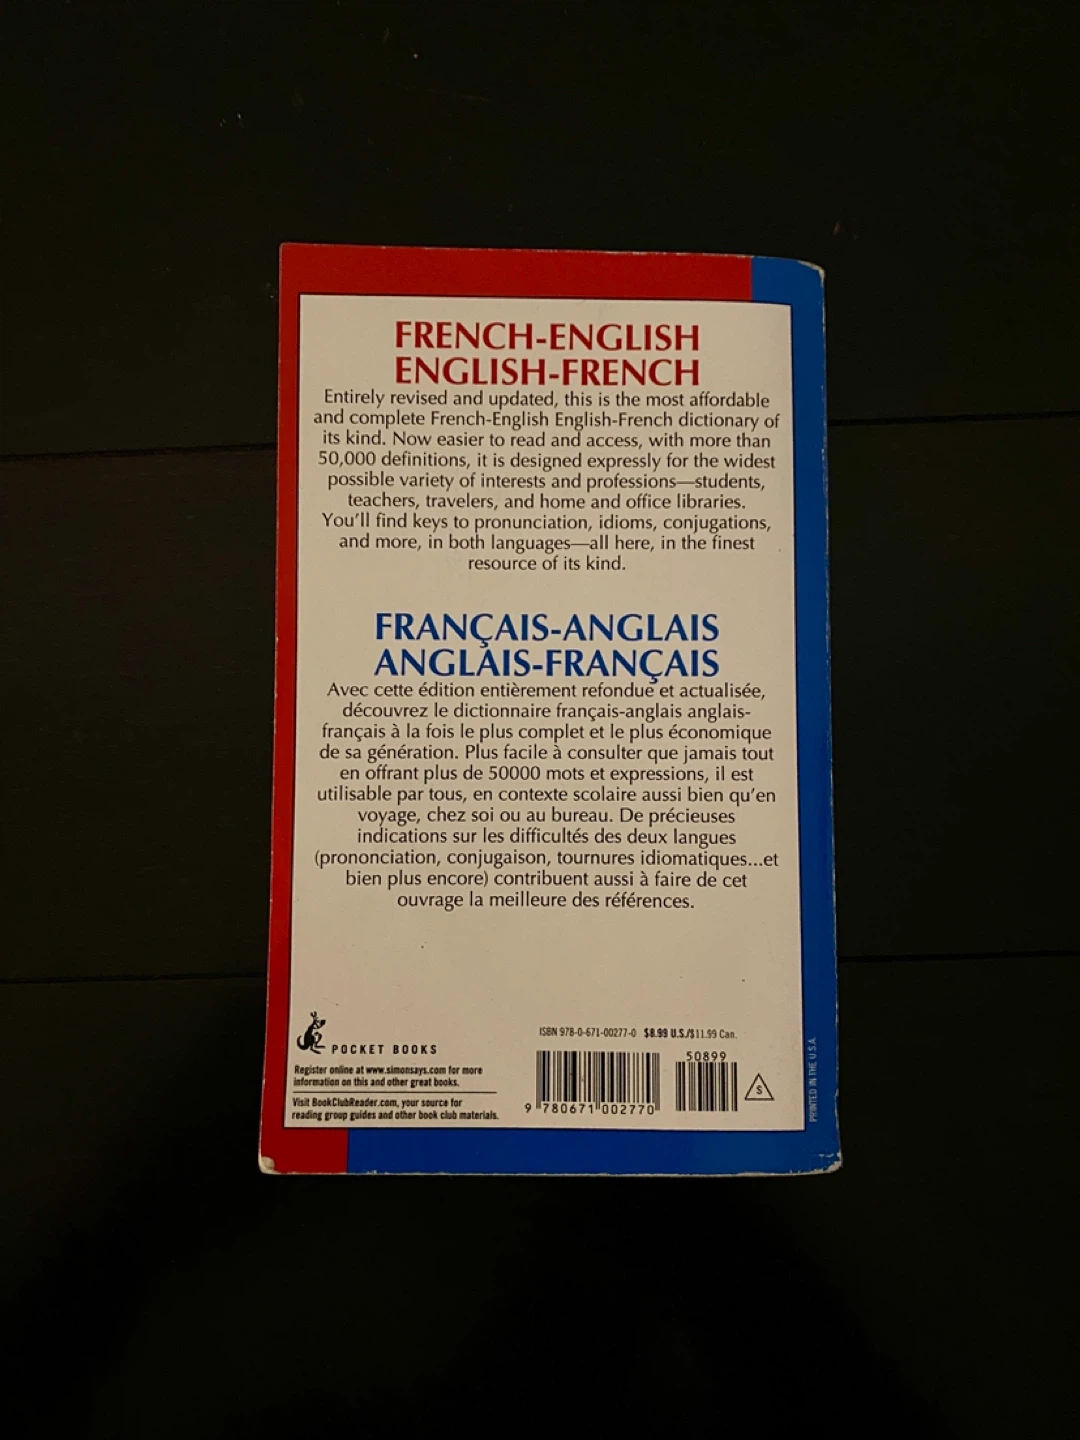 FRENCH-ENGLISH
ENGLISH-FRENCH
Entirely revised and updated, this is the most affordable
and complete French-English English-French dictionary of
its kind. Now easier to read and access, with more than
50,000 definitions, it is designed expressly for the widest
possible variety of interests and professions—students,
teachers, travelers, and home and office libraries.
You'll find keys to pronunciation, idioms, conjugations,
and more, in both languages—all here, in the finest
resource of its kind.
FRANÇAIS-ANGLAIS
ANGLAIS-FRANÇAIS
Avec cette édition entièrement refondue et actualisée,
découvrez le dictionnaire français-anglais anglais-
français à la fois le plus complet et le plus économique
de sa génération. Plus facile à consulter que jamais tout
en offrant plus de 50000 mots et expressions, il est
utilisable par tous, en contexte scolaire aussi bien qu'en
voyage, chez soi ou au bureau. De précieuses
indications sur les difficultés des deux langues
(prononciation, conjugaison, tournures idiomatiques...et
bien plus encore) contribuent aussi à faire de cet
ouvrage la meilleure des références.
POCKET BOOKS
Register online at www.simonsays.com for more
information on this and other great books.
Visit BookClubReader.com, your source for
reading group guides and other book club materials.
ISBN 978-0-671-00277-0 $8.99 U.S./$11.99 Can.
50899
9 780671 002770
S
PRINTED IN THE U.S.A.